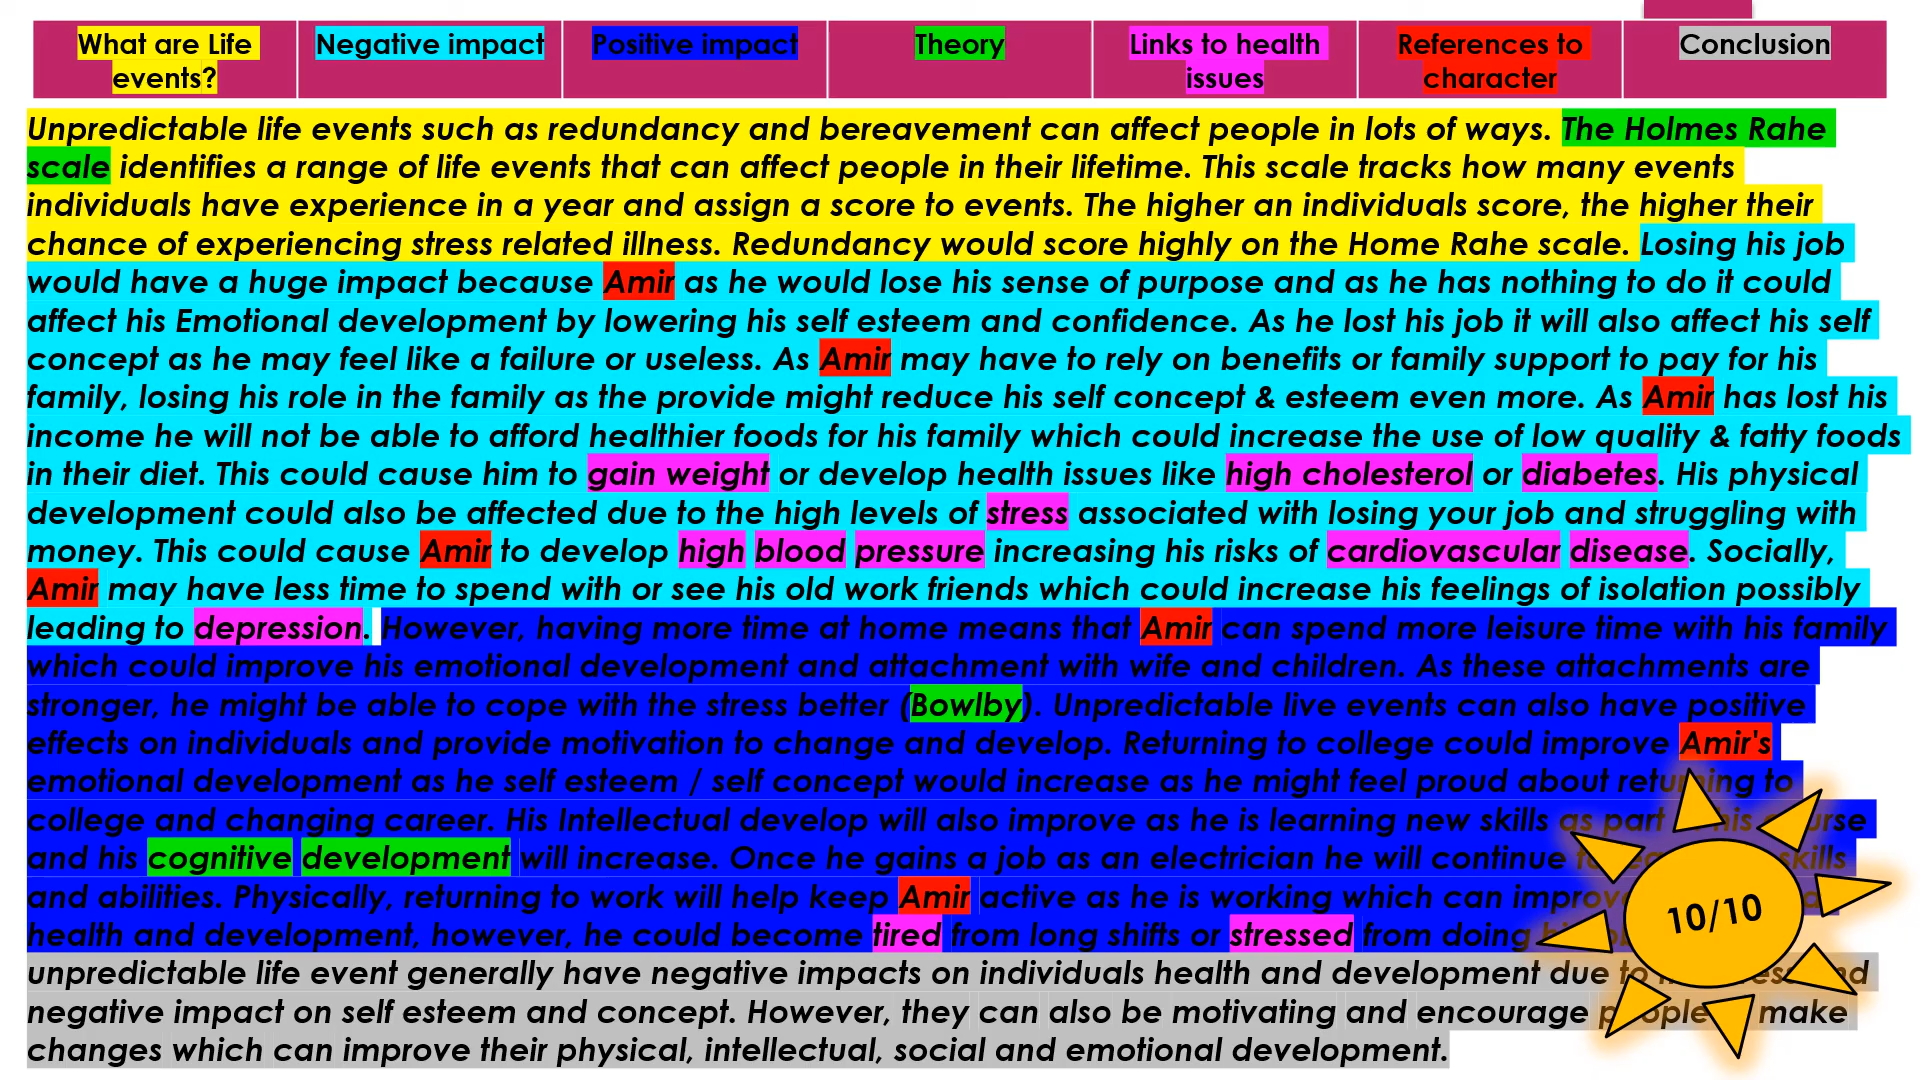 What are Life events?
Negative impact
Positive impact
Theory
Links to health issues
References to character
Conclusion
Unpredictable life events such as redundancy and bereavement can affect people in lots of ways. The Holmes Rahe
scale identifies a range of life events that can affect people in their lifetime. This scale tracks how many events
individuals have experience in a year and assign a score to events. The higher an individuals score, the higher their
chance of experiencing stress related illness. Redundancy would score highly on the Home Rahe scale. Losing his job
would have a huge impact because Amir as he would lose his sense of purpose and as he has nothing to do it could
affect his Emotional development by lowering his self esteem and confidence. As he lost his job it will also affect his self
concept as he may feel like a failure or useless. As Amir may have to rely on benefits or family support to pay for his
family, losing his role in the family as the provide might reduce his self concept & esteem even more. As Amir has lost his
income he will not be able to afford healthier foods for his family which could increase the use of low quality & fatty foods
in their diet. This could cause him to gain weight or develop health issues like high cholesterol or diabetes. His physical
development could also be affected due to the high levels of stress associated with losing your job and struggling with
money. This could cause Amir to develop high blood pressure increasing his risks of cardiovascular disease. Socially,
Amir may have less time to spend with or see his old work friends which could increase his feelings of isolation possibly
leading to depression. However, having more time at home means that Amir can spend more leisure time with his family
which could improve his emotional development and attachment with wife and children. As these attachments are
stronger, he might be able to cope with the stress better (Bowlby). Unpredictable live events can also have positive
effects on individuals and provide motivation to change and develop. Returning to college could improve Amir's
emotional development as he self esteem / self concept would increase as he might feel proud about returning to
college and changing career. His Intellectual develop will also improve as he is learning new skills as part his course
and his cognitive development will increase. Once he gains a job as an electrician he will continue skills
and abilities. Physically, returning to work will help keep Amir active as he is working which can improve
health and development, however, he could become tired from long shifts or stressed from doing
unpredictable life event generally have negative impacts on individuals health and development due to
negative impact on self esteem and concept. However, they can also be motivating and encourage people make
changes which can improve their physical, intellectual, social and emotional development.
10/10